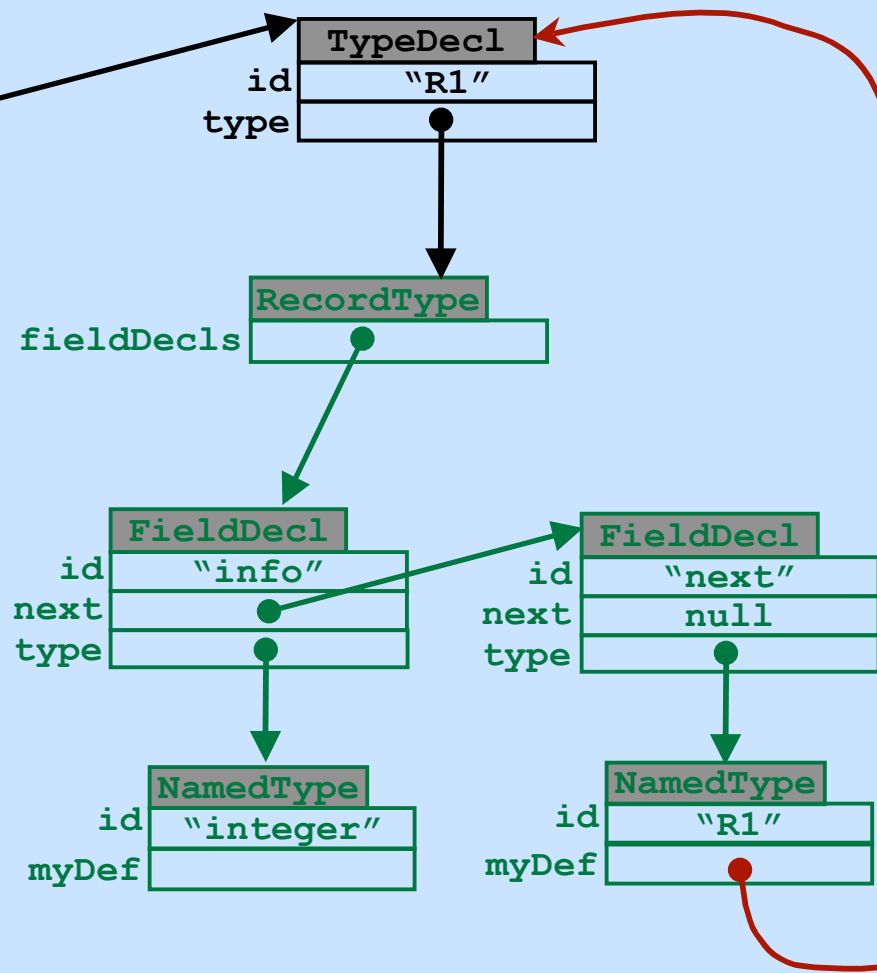 TypeDecl
id “R1”
type
RecordType
fieldDecls
FieldDecl
id “info”
next
type
FieldDecl
id “next”
next null
type
NamedType
id “integer”
myDef
NamedType
id “R1”
myDef